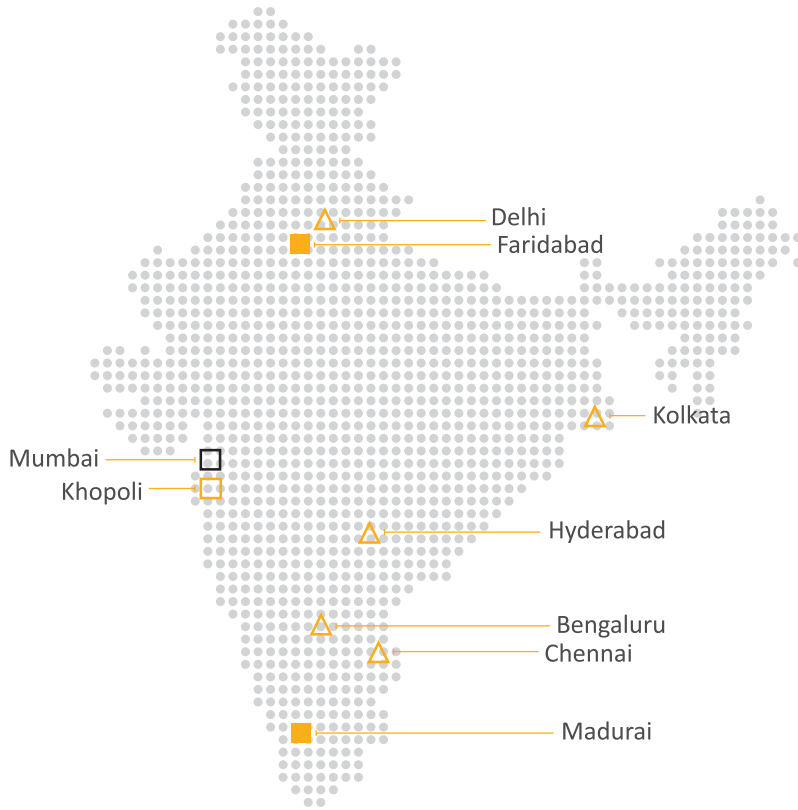 Delhi
Faridabad
Kolkata
Mumbai
Khopoli
Hyderabad
Bengaluru
Chennai
Madurai